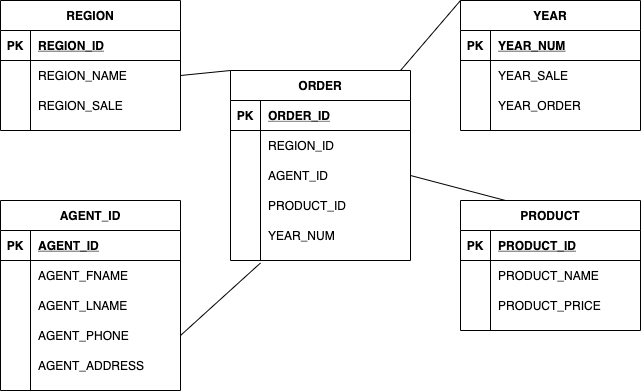 REGION
PK REGION_ID
REGION_NAME
REGION_SALE
YEAR
PK YEAR_NUM
YEAR_SALE
YEAR_ORDER
ORDER
PK ORDER_ID
REGION_ID
AGENT_ID
PRODUCT_ID
YEAR_NUM
AGENT_ID
PK AGENT_ID
AGENT_FNAME
AGENT_LNAME
AGENT_PHONE
AGENT_ADDRESS
PRODUCT
PK PRODUCT_ID
PRODUCT_NAME
PRODUCT_PRICE